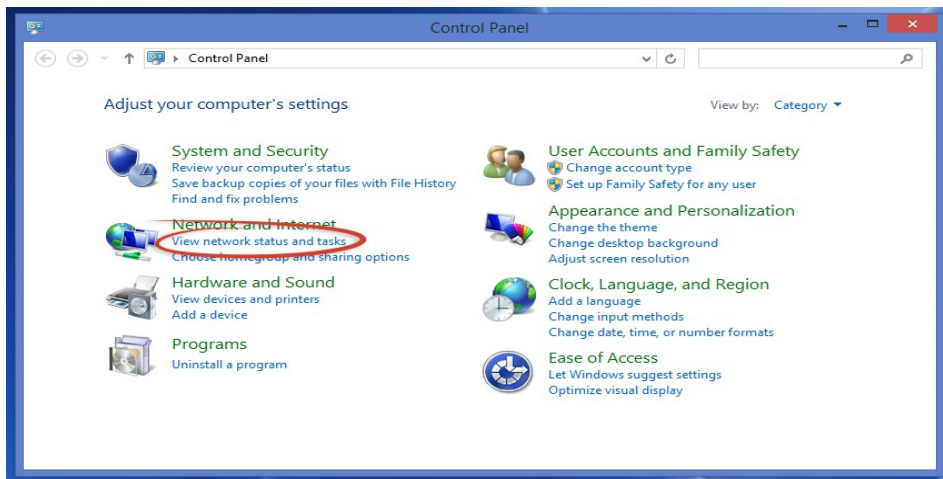 Control Panel
Control Panel
Adjust your computer's settings
View by: Category
System and Security
Review your computer's status
Save backup copies of your files with File History
Find and fix problems
Network and Internet
View network status and tasks
Choose homegroup and sharing options
Hardware and Sound
View devices and printers
Add a device
Programs
Uninstall a program
User Accounts and Family Safety
Change account type
Set up Family Safety for any user
Appearance and Personalization
Change the theme
Change desktop background
Adjust screen resolution
Clock, Language, and Region
Add a language
Change input methods
Change date, time, or number formats
Ease of Access
Let Windows suggest settings
Optimize visual display